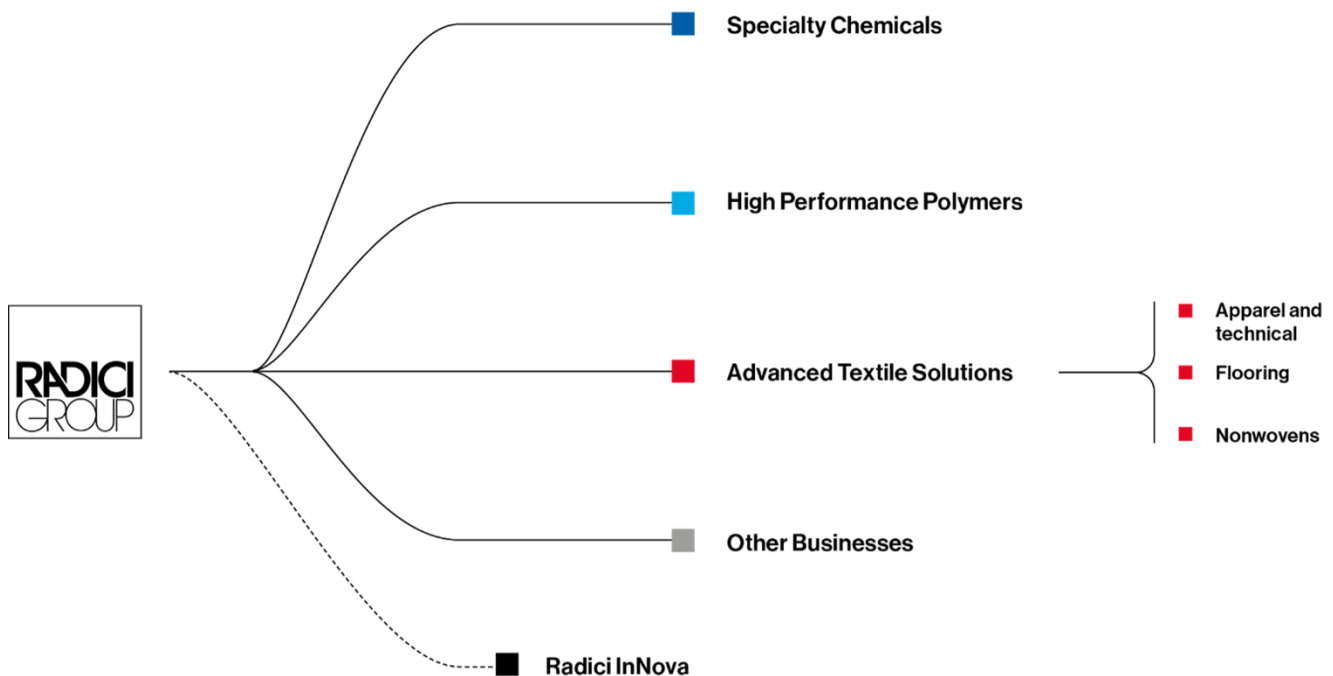 Specialty Chemicals
High Performance Polymers
RADICI
GROUP
Advanced Textile Solutions
Apparel and
technical
Flooring
Nonwovens
Other Businesses
Radici InNova